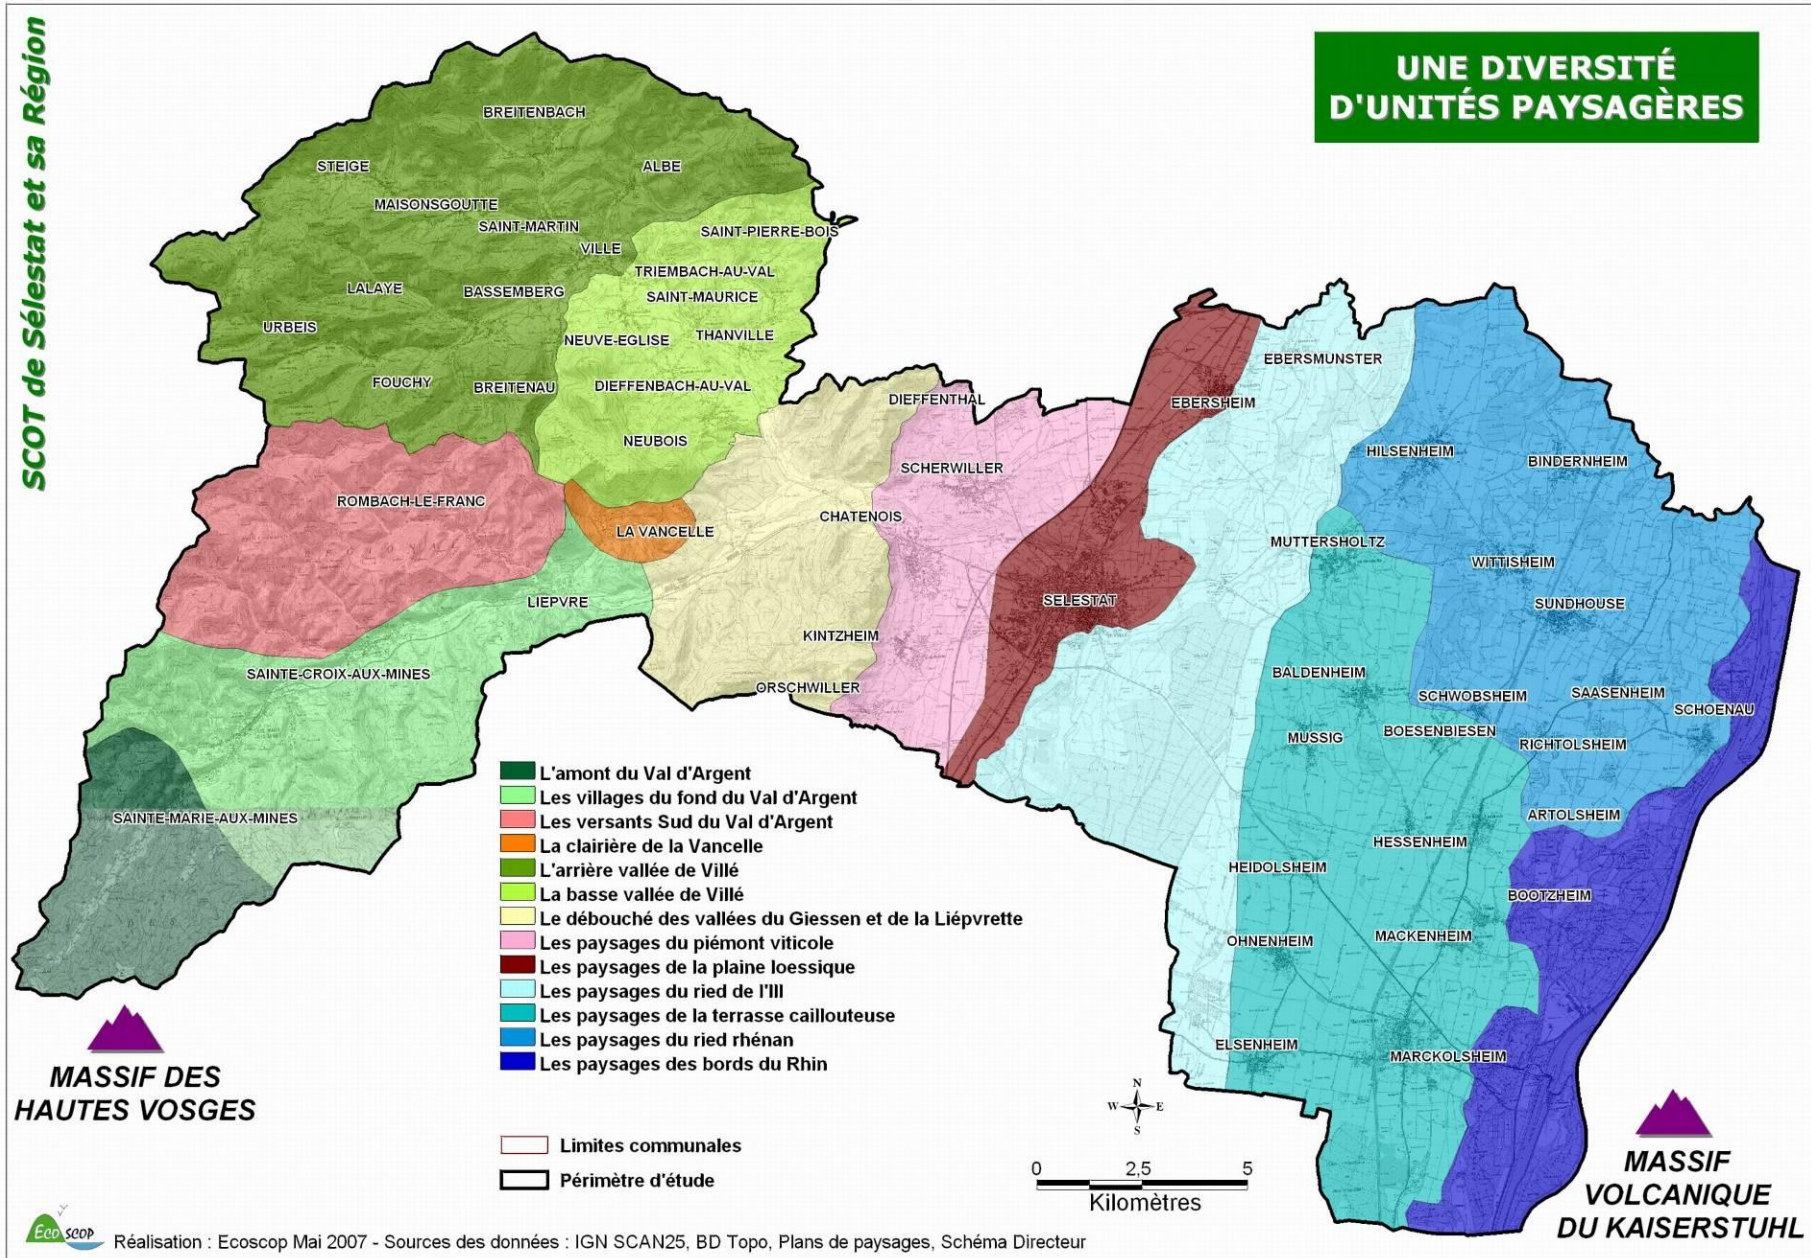 SCOT de Sélestat et sa Région
UNE DIVERSITÉ
D'UNITÉS PAYSAGÈRES
BREITENBACH
STEIGE
ALBE
MAISONSGOUTTE
SAINT-MARTIN
SAINT-PIERRE-BOIS
VILLE
TRIEMBACH-AU-VAL
LALAYE
BASSEMBERG
SAINT-MAURICE
URBEIS
NEUVE-EGLISE
THANVILLE
EBERSMUNSTER
FOUCHY
BREITENAU
DIEFFENBACH-AU-VAL
DIEFFENTHAL
EBERSHEIM
NEUBOIS
HILSENHEIM
BINDERNHEIM
SCHERWILLER
ROMBACH-LE-FRANC
CHATENOIS
LA VANCELLE
MUTTERSHOLTZ
WITTISHEIM
LIEPVRE
SELESTAT
SUNDHOUSE
KINTZHEIM
SAINTE-CROIX-AUX-MINES
BALDENHEIM
ORSCHWILLER
SCHWOBSHEIM
SAASENHEIM
SCHOENAU
MUSSIG
BOESENBIESEN
RICHTOLSHEIM
SAINTE-MARIE-AUX-MINES
ARTOLSHEIM
HESSENHEIM
HEIDOLSHEIM
BOOTZHEIM
OHNENHEIM
MACKENHEIM
ELSENHEIM
MARCKOLSHEIM
L'amont du Val d'Argent
Les villages du fond du Val d'Argent
Les versants Sud du Val d'Argent
La clairière de la Vancelle
L'arrière vallée de Villé
La basse vallée de Villé
Le débouché des vallées du Giessen et de la Liépvrette
Les paysages du piémont viticole
Les paysages de la plaine loessique
Les paysages du ried de l'Ill
Les paysages de la terrasse caillouteuse
Les paysages du ried rhénan
Les paysages des bords du Rhin
Limites communales
Périmètre d'étude
MASSIF DES
HAUTES VOSGES
N
W E
S
0 2,5 5
Kilomètres
MASSIF
VOLCANIQUE
DU KAISERSTUHL
Eco SCOP
Réalisation : Ecoscop Mai 2007 - Sources des données : IGN SCAN25, BD Topo, Plans de paysages, Schéma Directeur